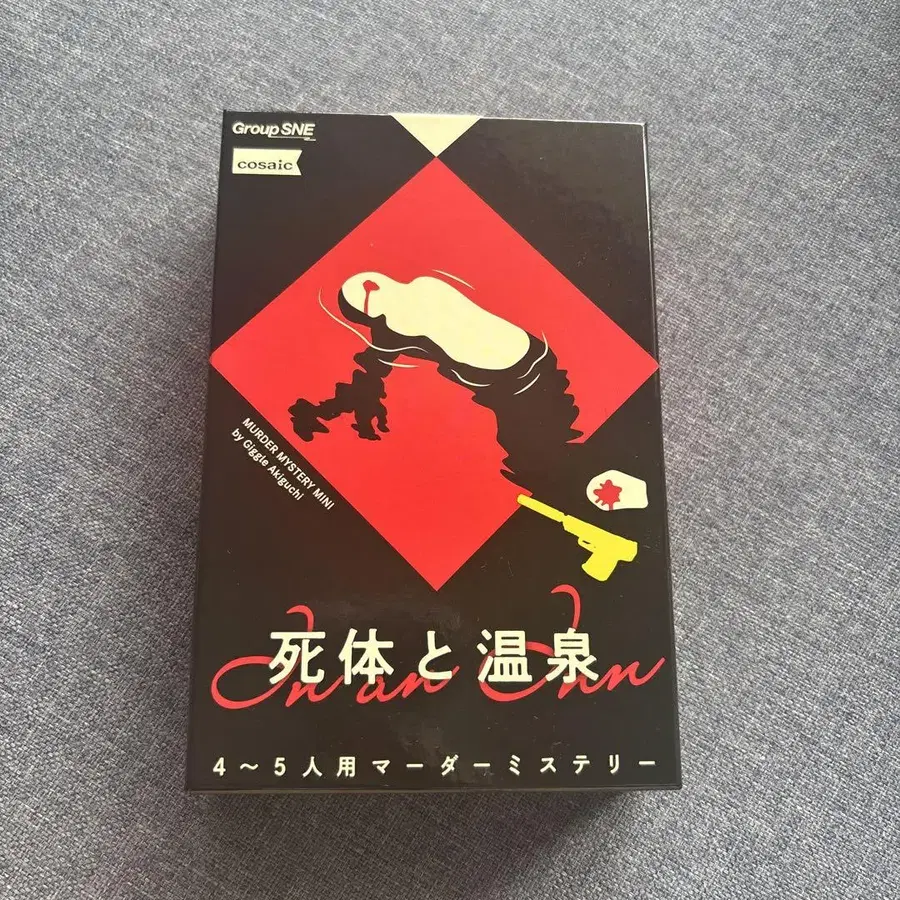 Group SNE
cosaic
MURDER MYSTERY MINI
by Giggle Akiguchi
死体と温泉
In an Inn
4～5人用マーダーミステリー